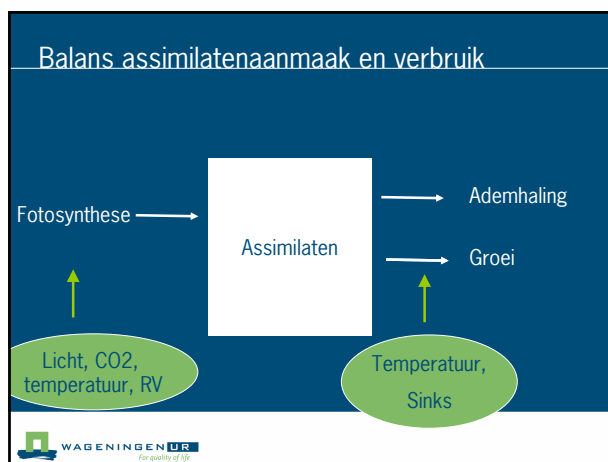 Balans assimilatenaanmaak en verbruik
Fotosynthese
Assimilaten
Ademhaling
Groei
Licht, CO2,
temperatuur, RV
Temperatuur,
Sinks
WAGENINGEN UR
For quality of life